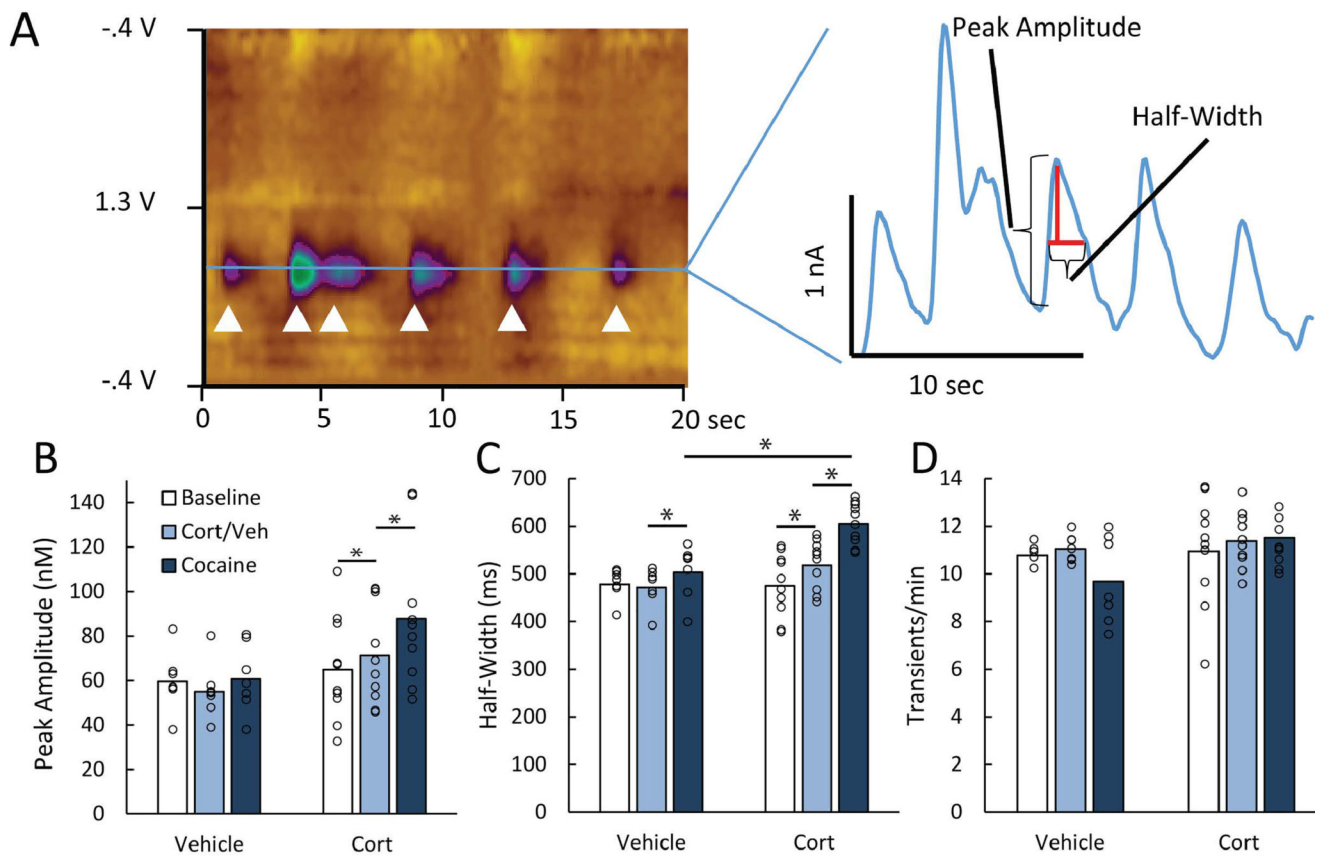 A
-.4 V
1.3 V
-.4 V
0
5
10
15
20 sec
Peak Amplitude
Half-Width
1 nA
10 sec
B
Peak Amplitude (nM)
140
120
100
80
60
40
20
0
Baseline
Cort/Veh
Cocaine
*
*
Vehicle
Cort
C
Half-Width (ms)
700
600
500
400
300
200
100
0
*
*
*
*
Vehicle
Cort
D
Transients/min
14
12
10
8
6
4
2
0
Vehicle
Cort